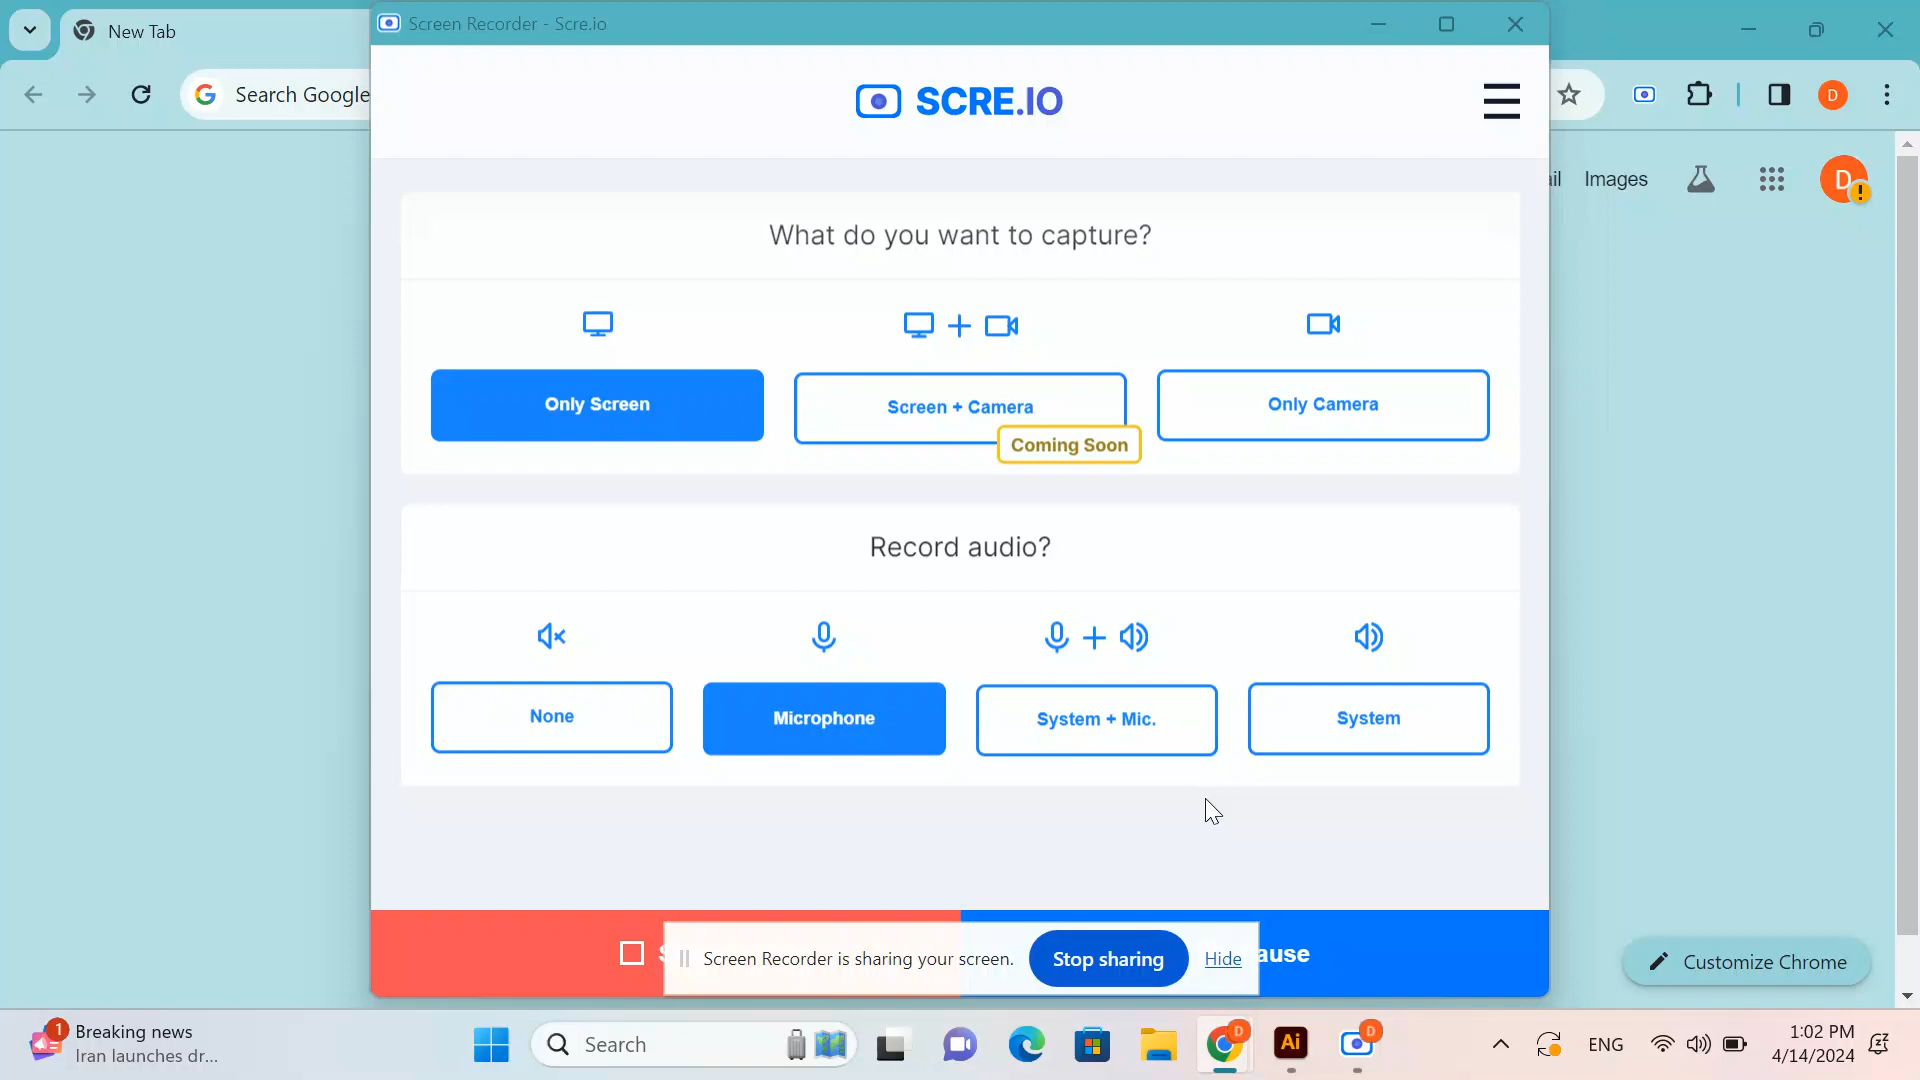 New Tab
Screen Recorder - Scre.io
Search Google
SCRE.IO
Images
D
D
What do you want to capture?
Only Screen
Screen + Camera
Only Camera
Coming Soon
Record audio?
None
Microphone
System + Mic.
System
Screen Recorder is sharing your screen.
Stop sharing
Hide
ause
Customize Chrome
1
Breaking news
Iran launches dr...
Search
D
Ai
D
ENG
1:02 PM
4/14/2024